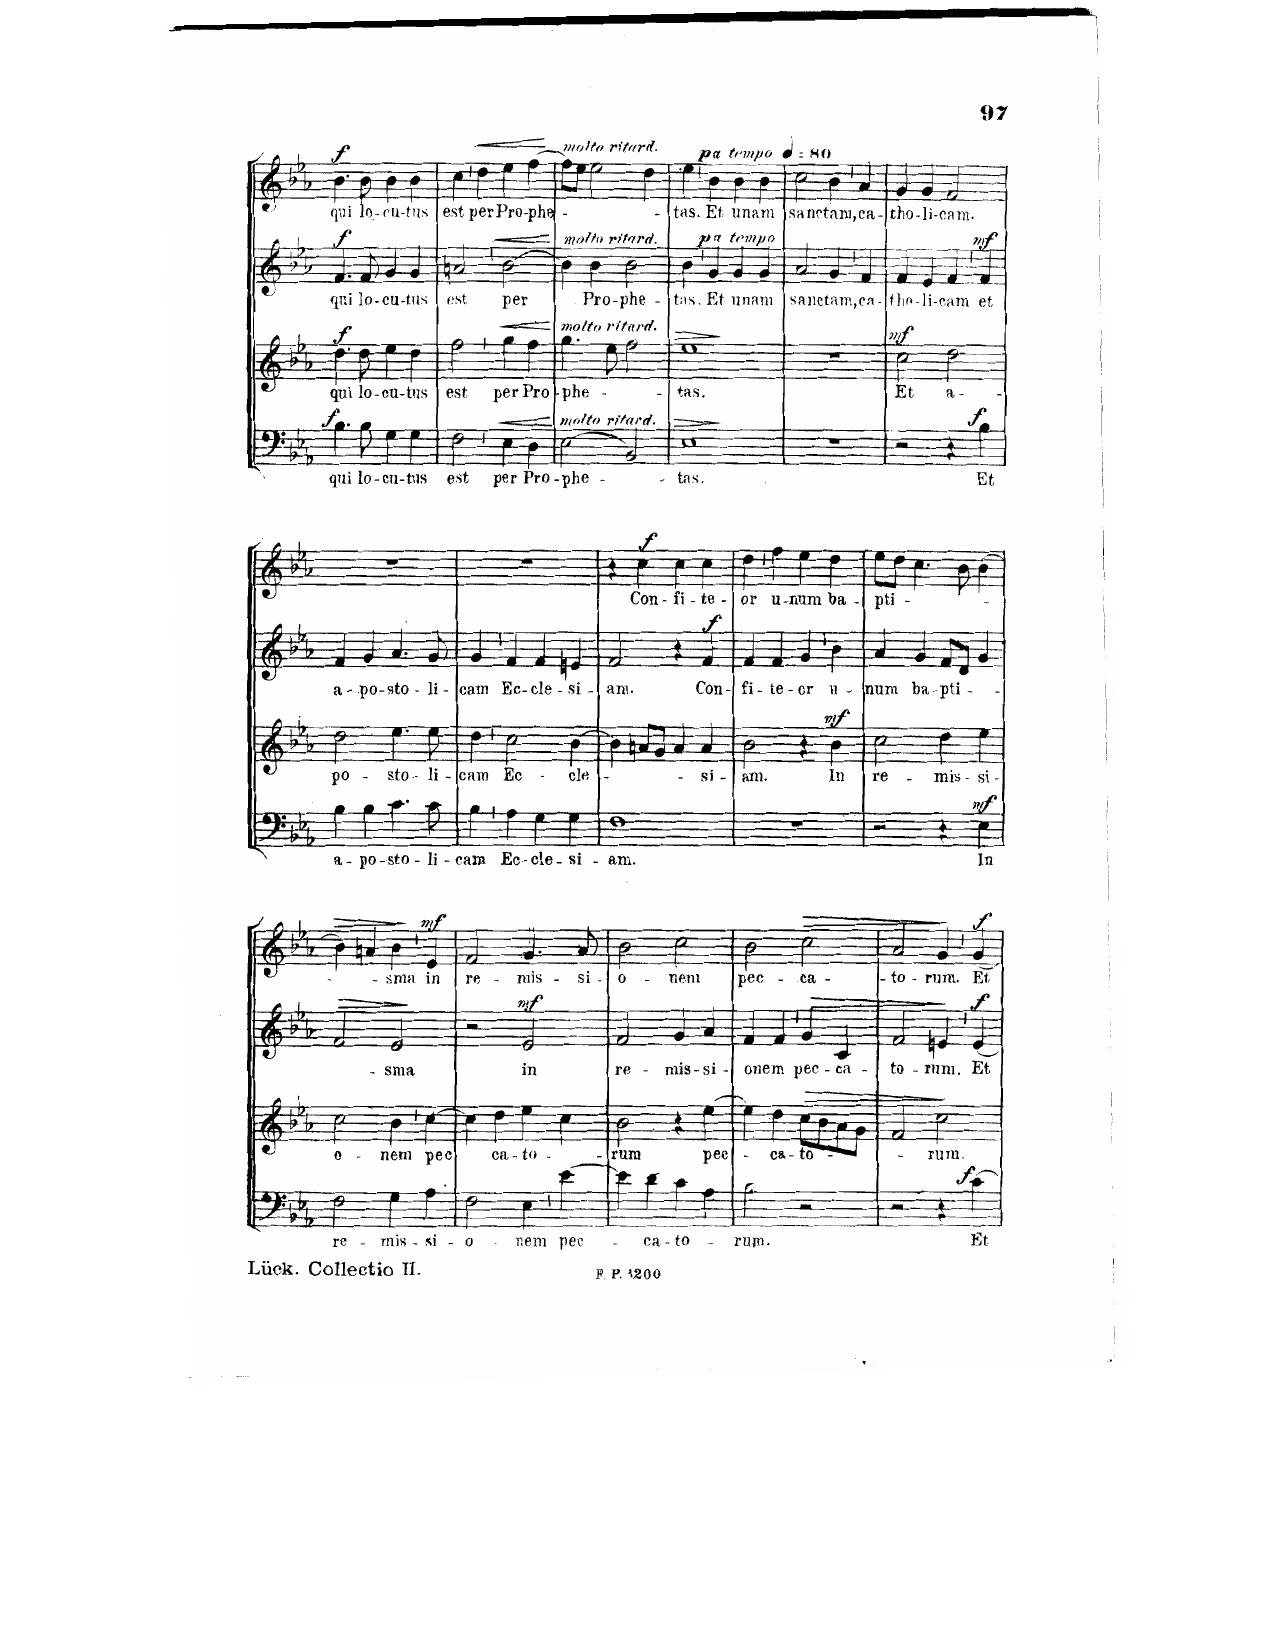 97
f molto ritard. pa tempo ♩ = 80
qui lo-cu-tus est per Pro-phe - - tas. Et unam sanctam, ca-tho-li-cam.
f molto ritard. pa tempo mf
qui lo-cu-tus est per Pro-phe - tas. Et unam sanctam, ca-tho-li-cam et
f molto ritard. mf
qui lo-cu-tus est per Pro-phe - - tas. Et a -
f molto ritard. f
qui lo-cu-tus est per Pro-phe - - tas. Et
f
Con - fi - te - or u-num ba - pti - -
f
a - po-sto - li - cam Ec-cle-si - am. Con - fi - te - or u - num ba - pti - -
mf
po - sto - li - cam Ec - cle - - si - am. In re - mis - si -
mf
a - po-sto - li - cam Ec-cle - si - am. In
mf f
- - sma in re - mis - si - o - nem pec - ca - - to - rum. Et
mf f
- sma in re - mis - si - onem pec - ca - to - rum. Et
o - nem pec - ca - to - - rum pec - ca - to - - rum.
f
re - mis - si - o - nem pec - ca - to - rum. Et
Lück. Collectio II.
F. P. 1200